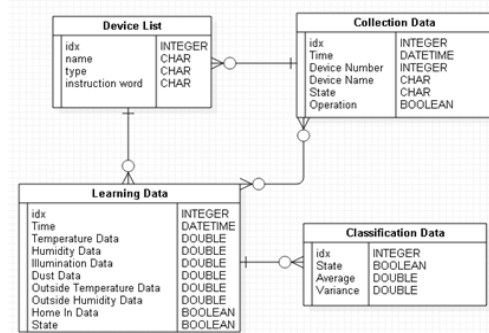 Device List
idx INTEGER
name CHAR
type CHAR
instruction word CHAR
Collection Data
idx INTEGER
Time DATETIME
Device Number INTEGER
Device Name CHAR
State CHAR
Operation BOOLEAN
Learning Data
idx INTEGER
Time DATETIME
Temperature Data DOUBLE
Humidity Data DOUBLE
Illumination Data DOUBLE
Dust Data DOUBLE
Outside Temperature Data DOUBLE
Outside Humidity Data DOUBLE
Home In Data BOOLEAN
State BOOLEAN
Classification Data
idx INTEGER
State BOOLEAN
Average DOUBLE
Variance DOUBLE